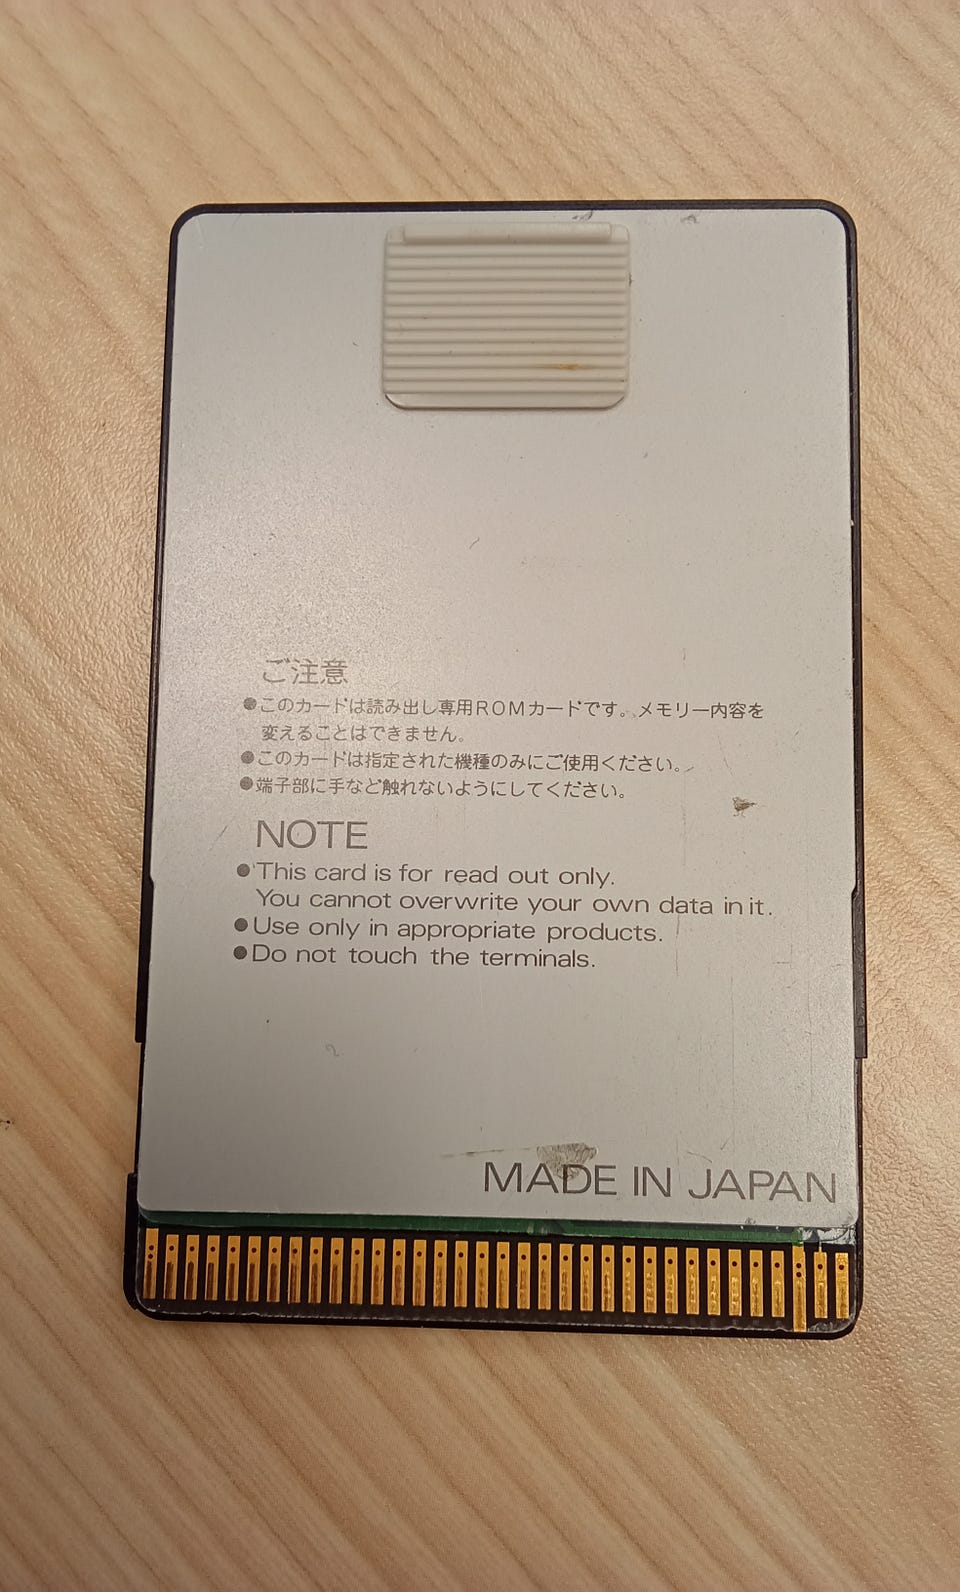 ご注意
●このカードは読み出し専用ROMカードです。メモリー内容を
変えることはできません。
●このカードは指定された機種のみにご使用ください。
●端子部に手など触れないようにしてください。
NOTE
●This card is for read out only.
You cannot overwrite your own data in it.
●Use only in appropriate products.
●Do not touch the terminals.
MADE IN JAPAN